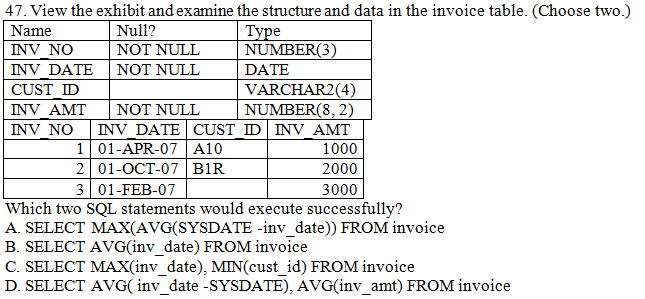 47. View the exhibit and examine the structure and data in the invoice table. (Choose two.)
Name Null? Type
INV_NO NOT NULL NUMBER(3)
INV_DATE NOT NULL DATE
CUST_ID VARCHAR2(4)
INV_AMT NOT NULL NUMBER(8, 2)
INV_NO INV_DATE CUST_ID INV_AMT
1 01-APR-07 A10 1000
2 01-OCT-07 B1R 2000
3 01-FEB-07 3000
Which two SQL statements would execute successfully?
A. SELECT MAX(AVG(SYSDATE -inv_date)) FROM invoice
B. SELECT AVG(inv_date) FROM invoice
C. SELECT MAX(inv_date), MIN(cust_id) FROM invoice
D. SELECT AVG( inv_date -SYSDATE), AVG(inv_amt) FROM invoice